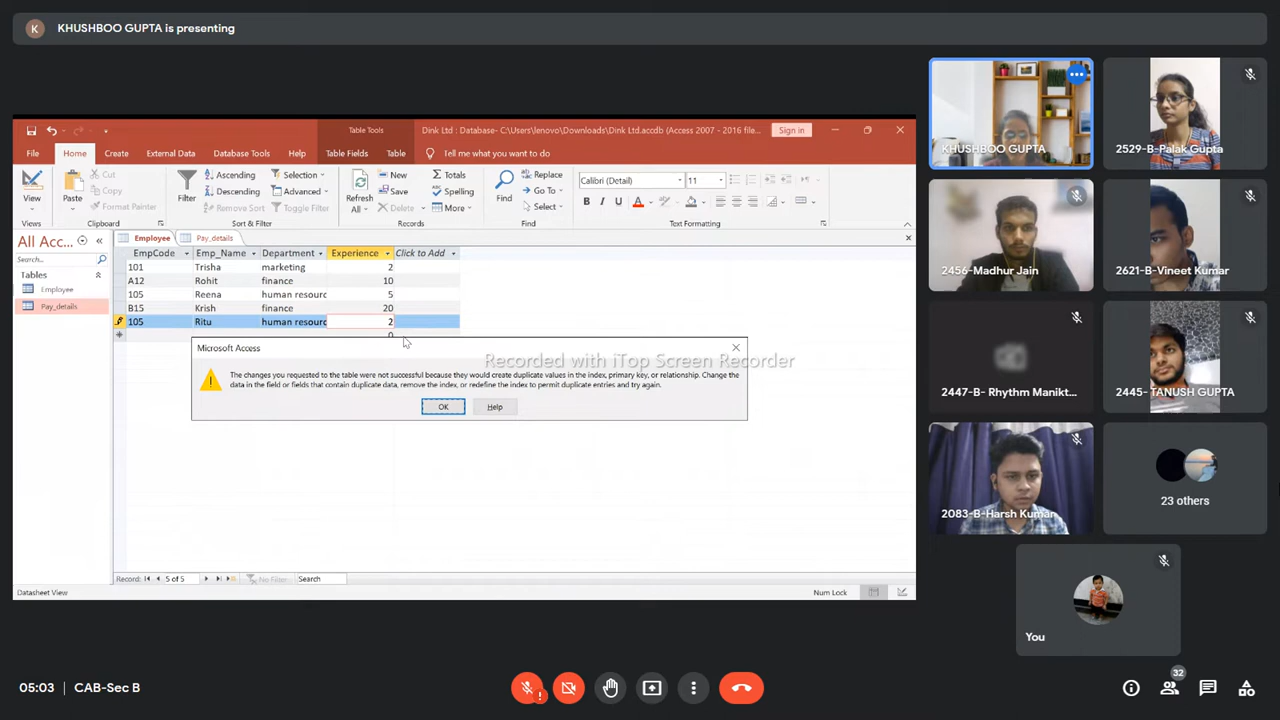 K KHUSHBOO GUPTA is presenting
Table Tools
Dink Ltd : Database- C:\Users\lenovo\Downloads\Dink Ltd.accdb (Access 2007 - 2016 file...
Sign in
File Home Create External Data Database Tools Help Table Fields Table Tell me what you want to do
View
Views
Paste
Cut
Copy
Format Painter
Clipboard
Filter
Ascending
Descending
Remove Sort
Selection
Advanced
Toggle Filter
Sort & Filter
Refresh
All
New
Save
Delete
Totals
Spelling
More
Records
Find
Replace
Go To
Select
Find
Calibri (Detail) 11
B I U A
Text Formatting
All Acc...
Search...
Tables
Employee
Pay_details
Employee Pay_details
EmpCode Emp_Name Department Experience Click to Add
101 Trisha marketing 2
A12 Rohit finance 10
105 Reena human resourc 5
B15 Krish finance 20
105 Ritu human resourc 2
0
Microsoft Access
The changes you requested to the table were not successful because they would create duplicate values in the index, primary key, or relationship. Change the
data in the field or fields that contain duplicate data, remove the index, or redefine the index to permit duplicate entries and try again.
OK Help
Recorded with iTop Screen Recorder
Record: 5 of 5 No Filter Search
Datasheet View
Num Lock
KHUSHBOO GUPTA
2529-B-Palak Gupta
2456-Madhur Jain
2621-B-Vineet Kumar
2447-B- Rhythm Manikt...
2445- TANUSH GUPTA
2083-B-Harsh Kumar
23 others
You
05:03 | CAB-Sec B
32